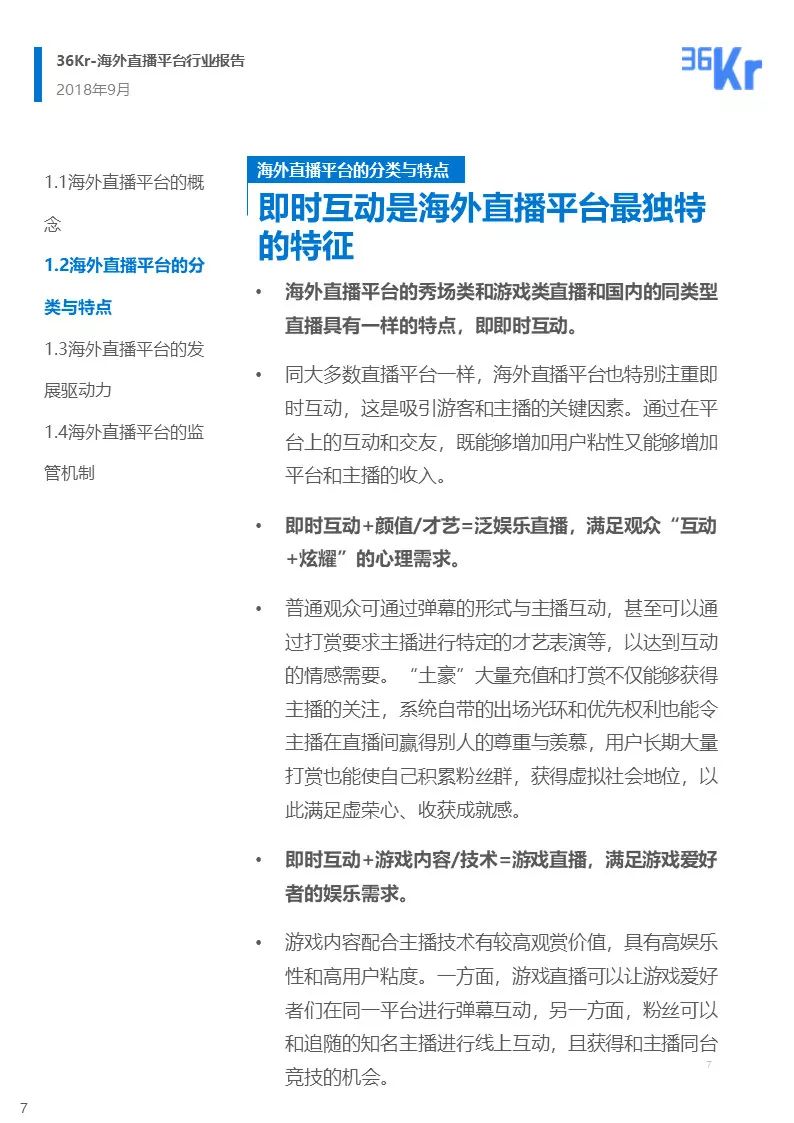 36Kr-海外直播平台行业报告
2018年9月
36Kr
1.1海外直播平台的概
念
1.2海外直播平台的分
类与特点
1.3海外直播平台的发
展驱动力
1.4海外直播平台的监
管机制
海外直播平台的分类与特点
即时互动是海外直播平台最独特
的特征
• 海外直播平台的秀场类和游戏类直播和国内的同类型
直播具有一样的特点，即即时互动。
• 同大多数直播平台一样，海外直播平台也特别注重即
时互动，这是吸引游客和主播的关键因素。通过在平
台上的互动和交友，既能够增加用户粘性又能够增加
平台和主播的收入。
• 即时互动+颜值/才艺=泛娱乐直播，满足观众“互动
+炫耀”的心理需求。
• 普通观众可通过弹幕的形式与主播互动，甚至可以通
过打赏要求主播进行特定的才艺表演等，以达到互动
的情感需要。“土豪”大量充值和打赏不仅能够获得
主播的关注，系统自带的出场光环和优先权利也能令
主播在直播间赢得别人的尊重与羡慕，用户长期大量
打赏也能使自己积累粉丝群，获得虚拟社会地位，以
此满足虚荣心、收获成就感。
• 即时互动+游戏内容/技术=游戏直播，满足游戏爱好
者的娱乐需求。
• 游戏内容配合主播技术有较高观赏价值，具有高娱乐
性和高用户粘度。一方面，游戏直播可以让游戏爱好
者们在同一平台进行弹幕互动，另一方面，粉丝可以
和追随的知名主播进行线上互动，且获得和主播同台
竞技的机会。
7
7